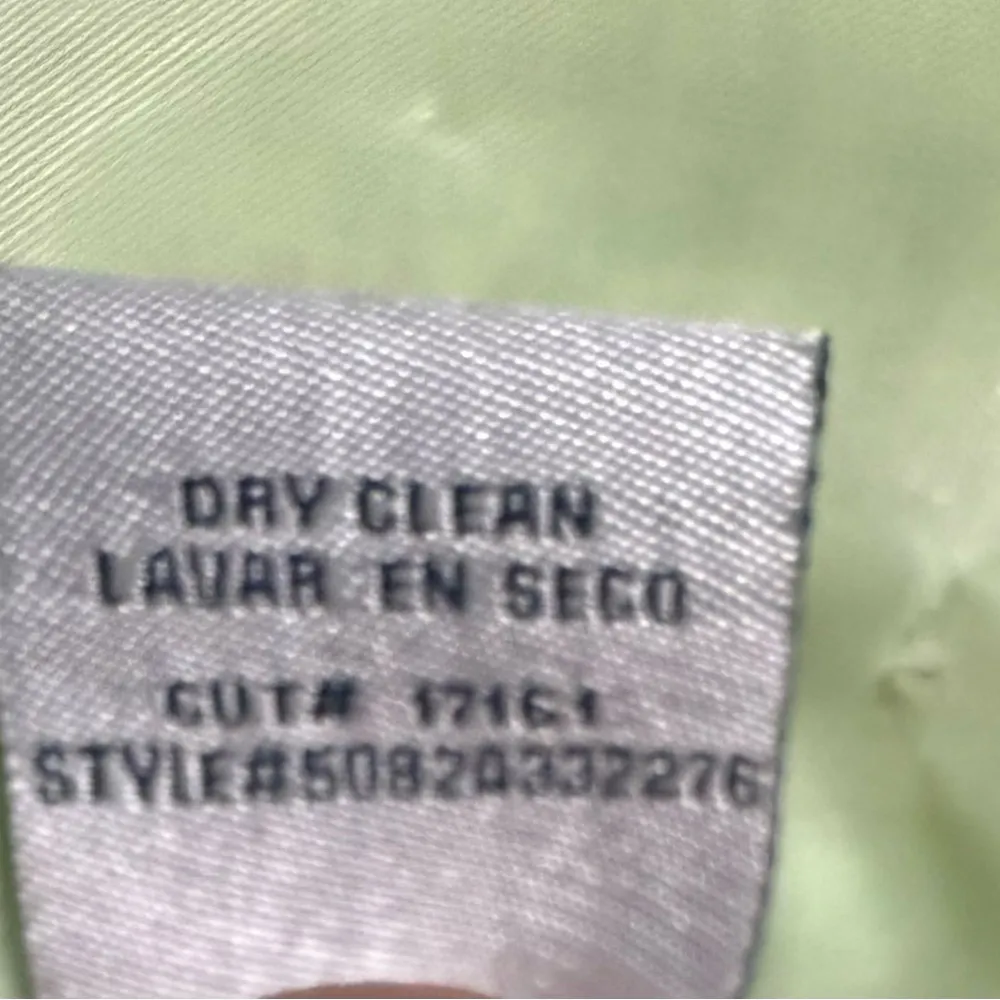 DRY CLEAN
LAVAR EN SECO
CUT# 17161
STYLE#5082A332276